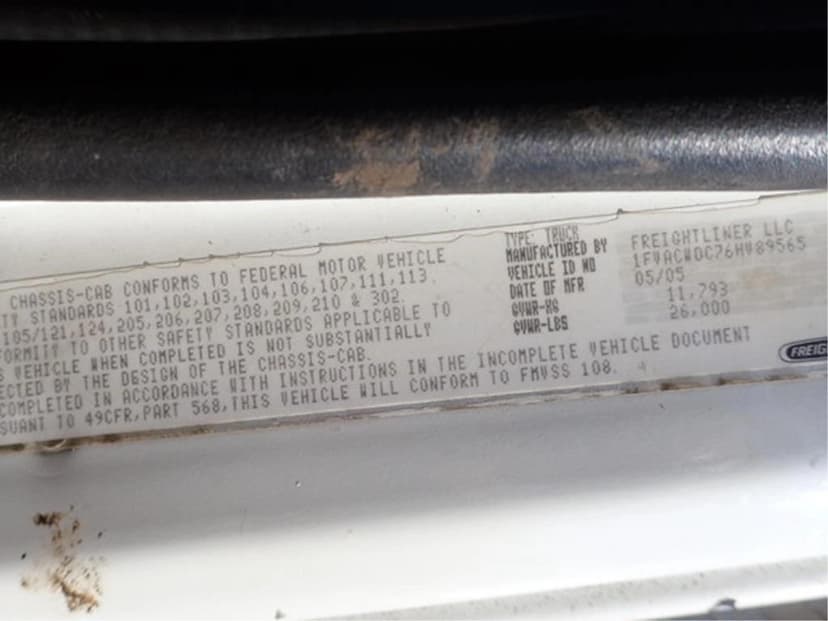 CHASSIS-CAB CONFORMS TO FEDERAL MOTOR VEHICLE
TY STANDARDS 101,102,103,104,106,107,111,113
105/121,124,205,206,207,208,209,210 & 302.
FORMITY TO OTHER SAFETY STANDARDS APPLICABLE TO
S VEHICLE WHEN COMPLETED IS NOT SUBSTANTIALLY
ECTED BY THE DESIGN OF THE CHASSIS-CAB.
COMPLETED IN ACCORDANCE WITH INSTRUCTIONS IN THE INCOMPLETE VEHICLE DOCUMENT
SUANT TO 49CFR,PART 568,THIS VEHICLE WILL CONFORM TO FMVSS 108.
TYPE: TRUCK
MANUFACTURED BY FREIGHTLINER LLC
VEHICLE ID NO 1FVACWDC76HV89565
DATE OF MFR 05/05
GVWR-KG 11,793
GVWR-LBS 26,000
FREIG